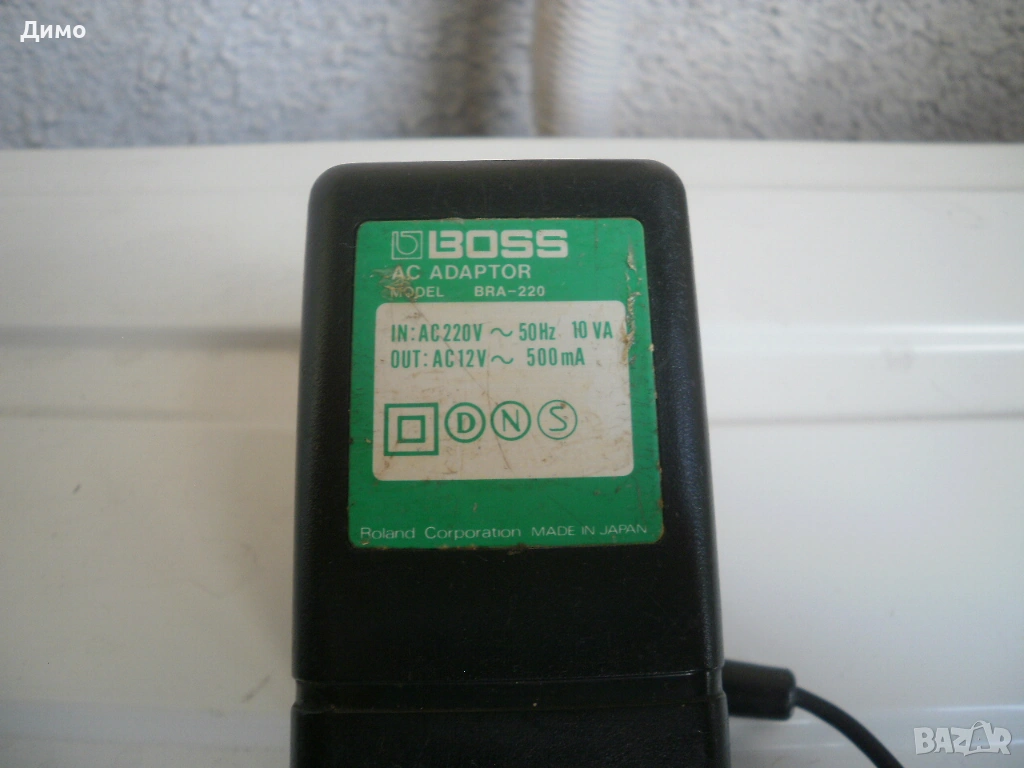 Димо
BOSS
AC ADAPTOR
MODEL BRA-220
IN: AC220V ~ 50Hz 10 VA
OUT: AC12V ~ 500mA
D N S
Roland Corporation MADE IN JAPAN
BAZAR